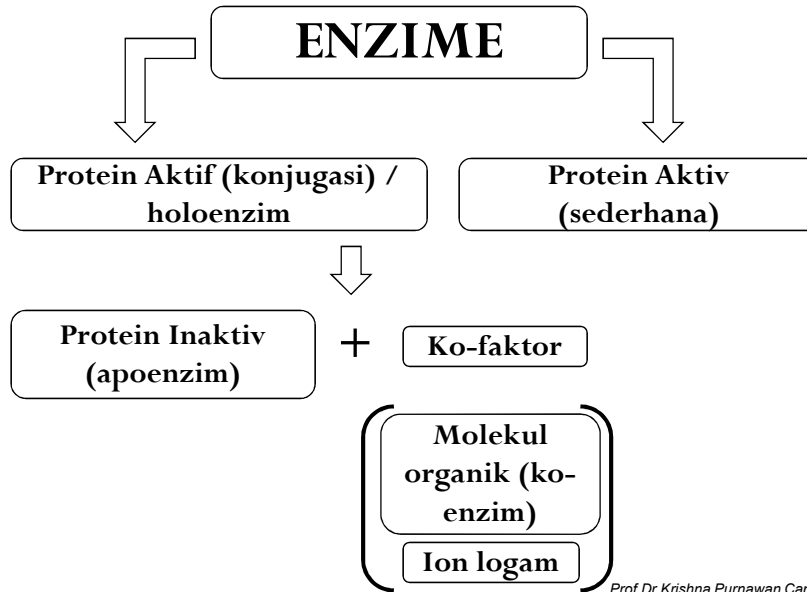 ENZIME
Protein Aktif (konjugasi) /
holoenzim
Protein Aktiv
(sederhana)
Protein Inaktiv
(apoenzim)
+
Ko-faktor
Molekul
organik (ko-
enzim)
Ion logam
Prof Dr Krishna Purnawan Can